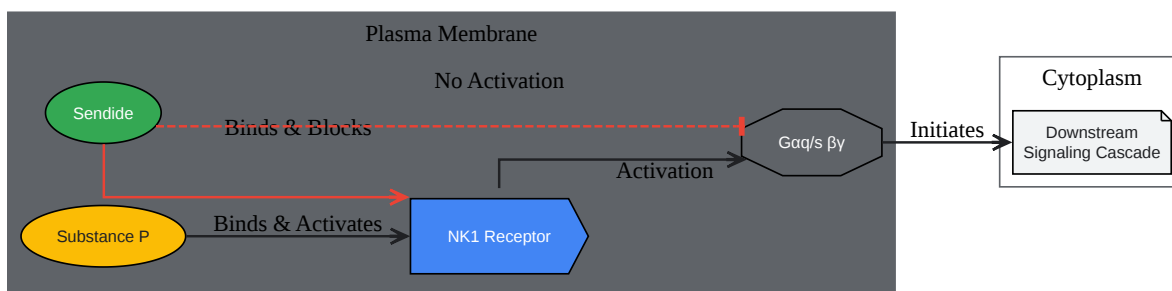 Plasma Membrane
No Activation
Cytoplasm
Sendide
Binds & Blocks
Gαq/s βγ
Initiates
Downstream
Signaling Cascade
Activation
Substance P
Binds & Activates
NK1 Receptor